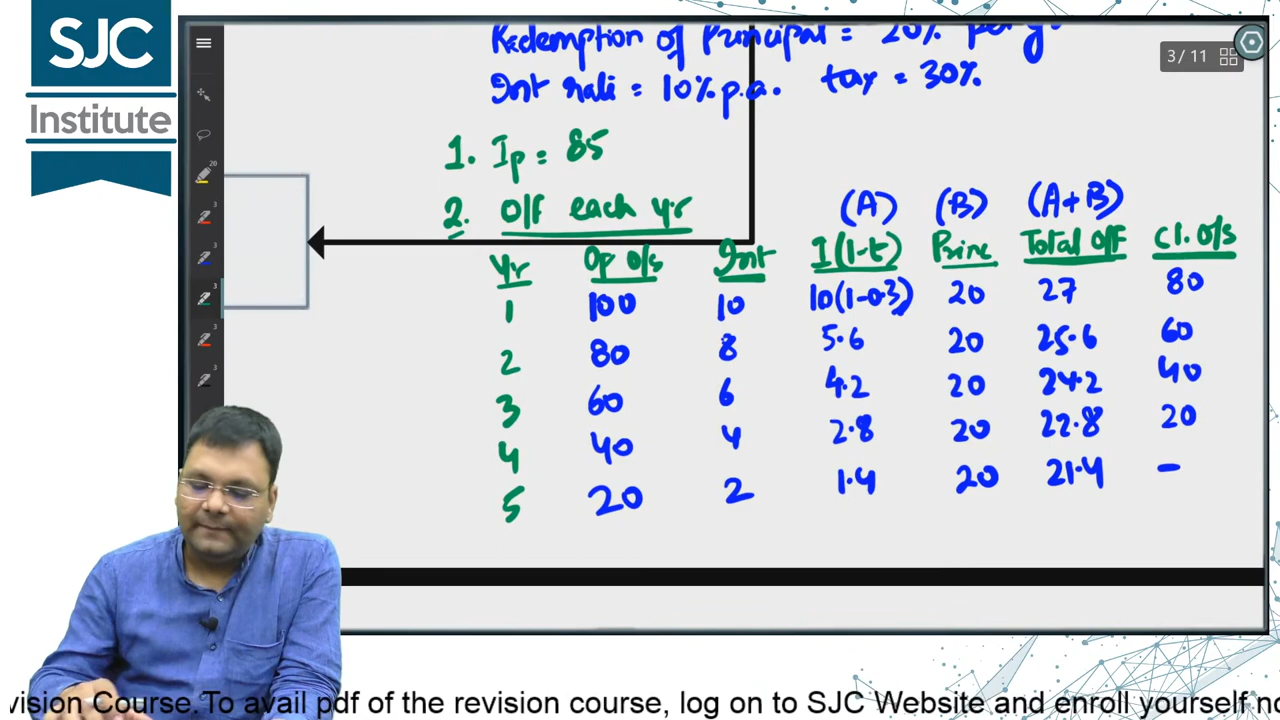 SJC
Institute
3 / 11
Redemption of Principal = 20% per
Int rate = 10% p.a. tax = 30%
1. Ip = 85
2. O/F each yr
(A) (B) (A+B)
Yr Op o/s Int I(1-t) Princ Total O/F Cl. O/s
1 100 10 10(1-0.3) 20 27 80
2 80 8 5.6 20 25.6 60
3 60 6 4.2 20 24.2 40
4 40 4 2.8 20 22.8 20
5 20 2 1.4 20 21.4 -
vision Course.To avail pdf of the revision course, log on to SJC Website and enroll yourself no